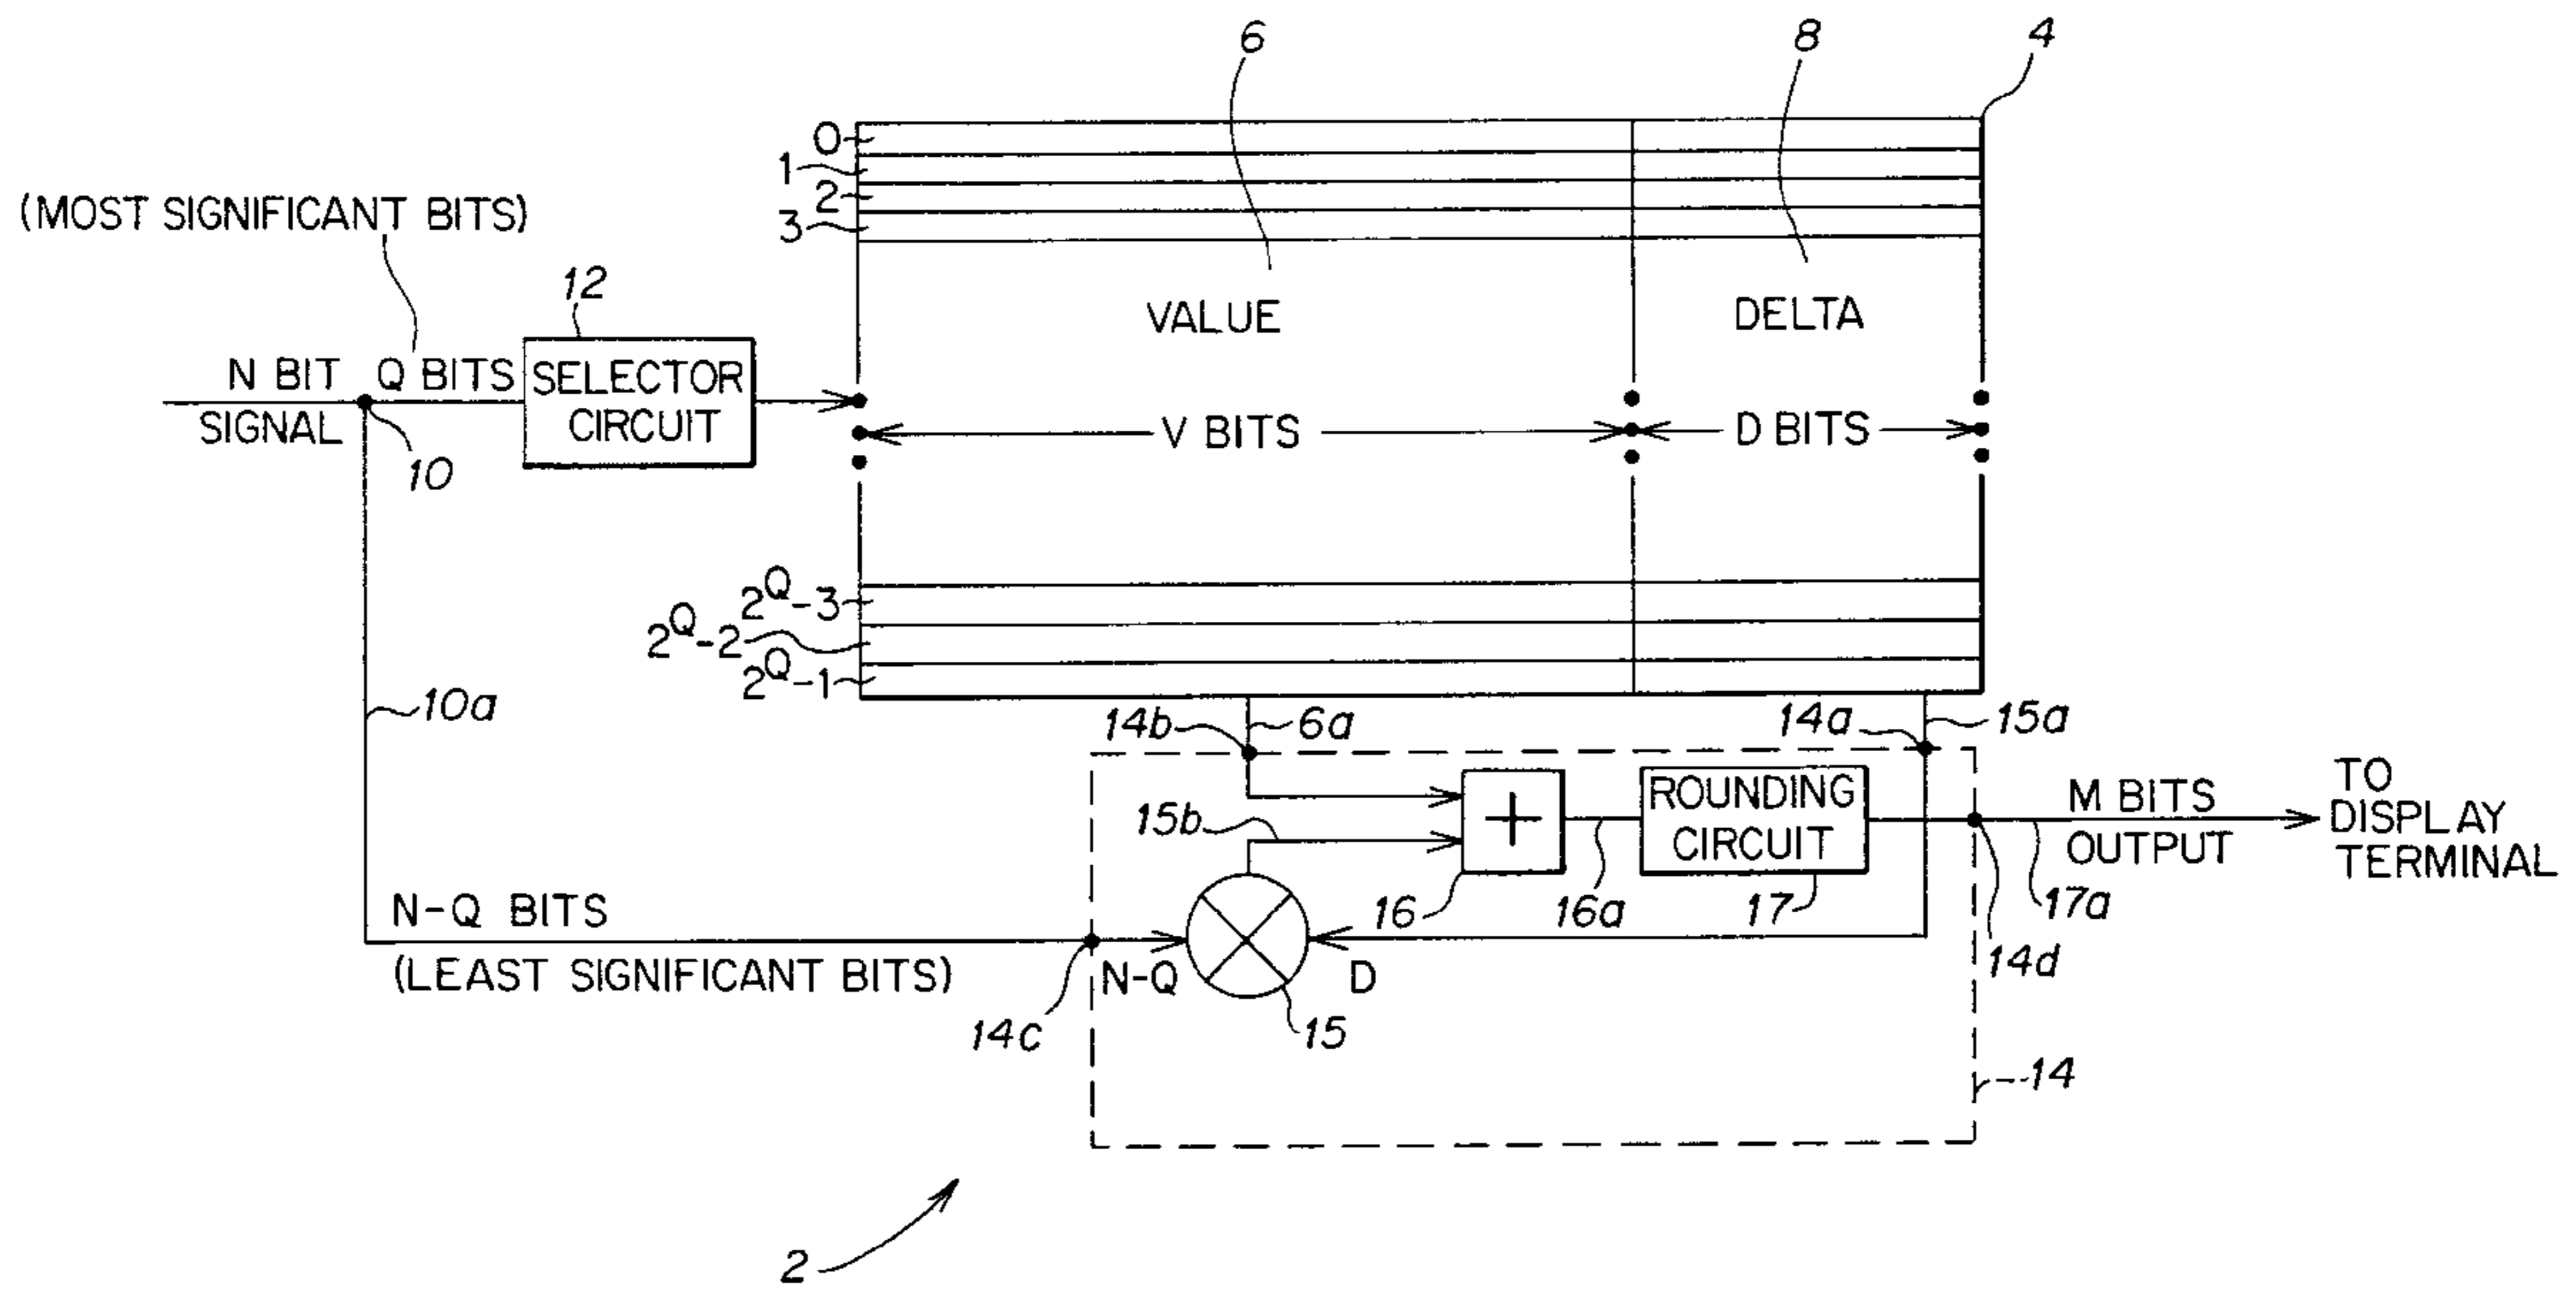 6
8
4
0
1
2
3
(MOST SIGNIFICANT BITS)
12
VALUE
DELTA
N BIT
SIGNAL
Q BITS
SELECTOR
CIRCUIT
10
V BITS
D BITS
2^Q-3
2^Q-2
2^Q-1
10a
14b
6a
14a
15a
15b
+
ROUNDING
CIRCUIT
M BITS
OUTPUT
TO
DISPLAY
TERMINAL
N-Q BITS
(LEAST SIGNIFICANT BITS)
16
16a
17
17a
14d
N-Q
D
14c
15
14
2